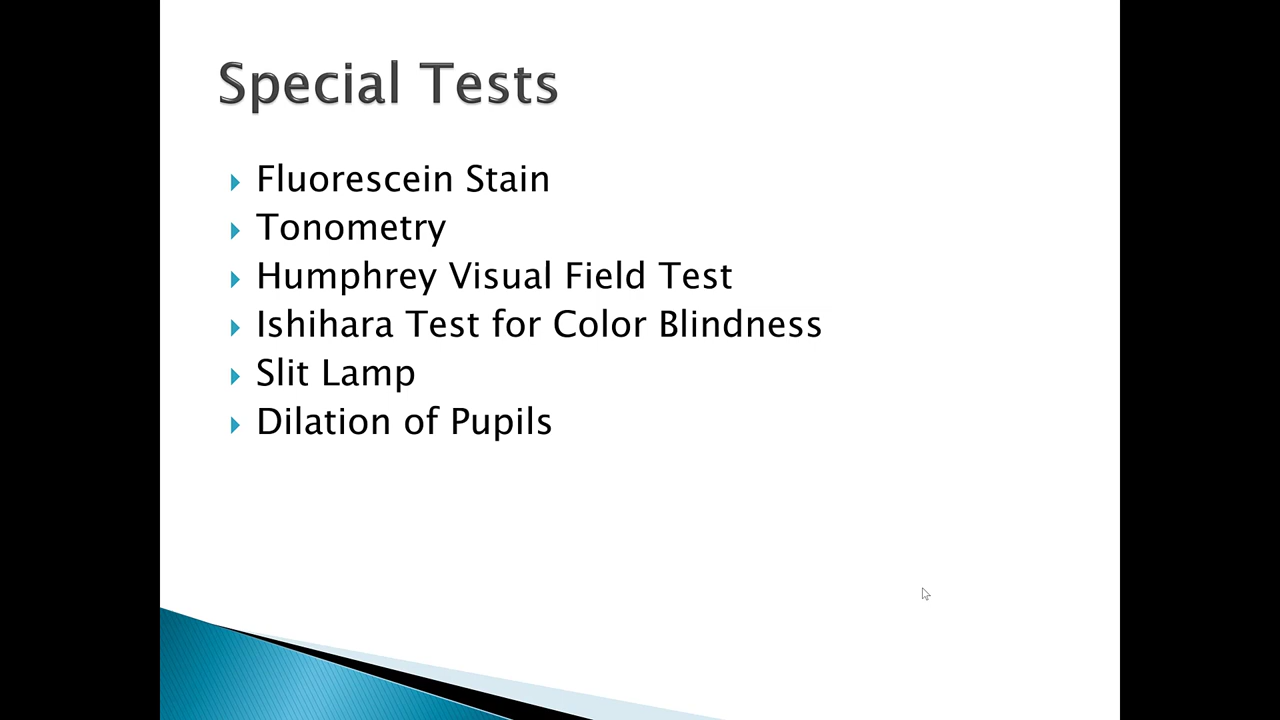 Special Tests
Fluorescein Stain
Tonometry
Humphrey Visual Field Test
Ishihara Test for Color Blindness
Slit Lamp
Dilation of Pupils